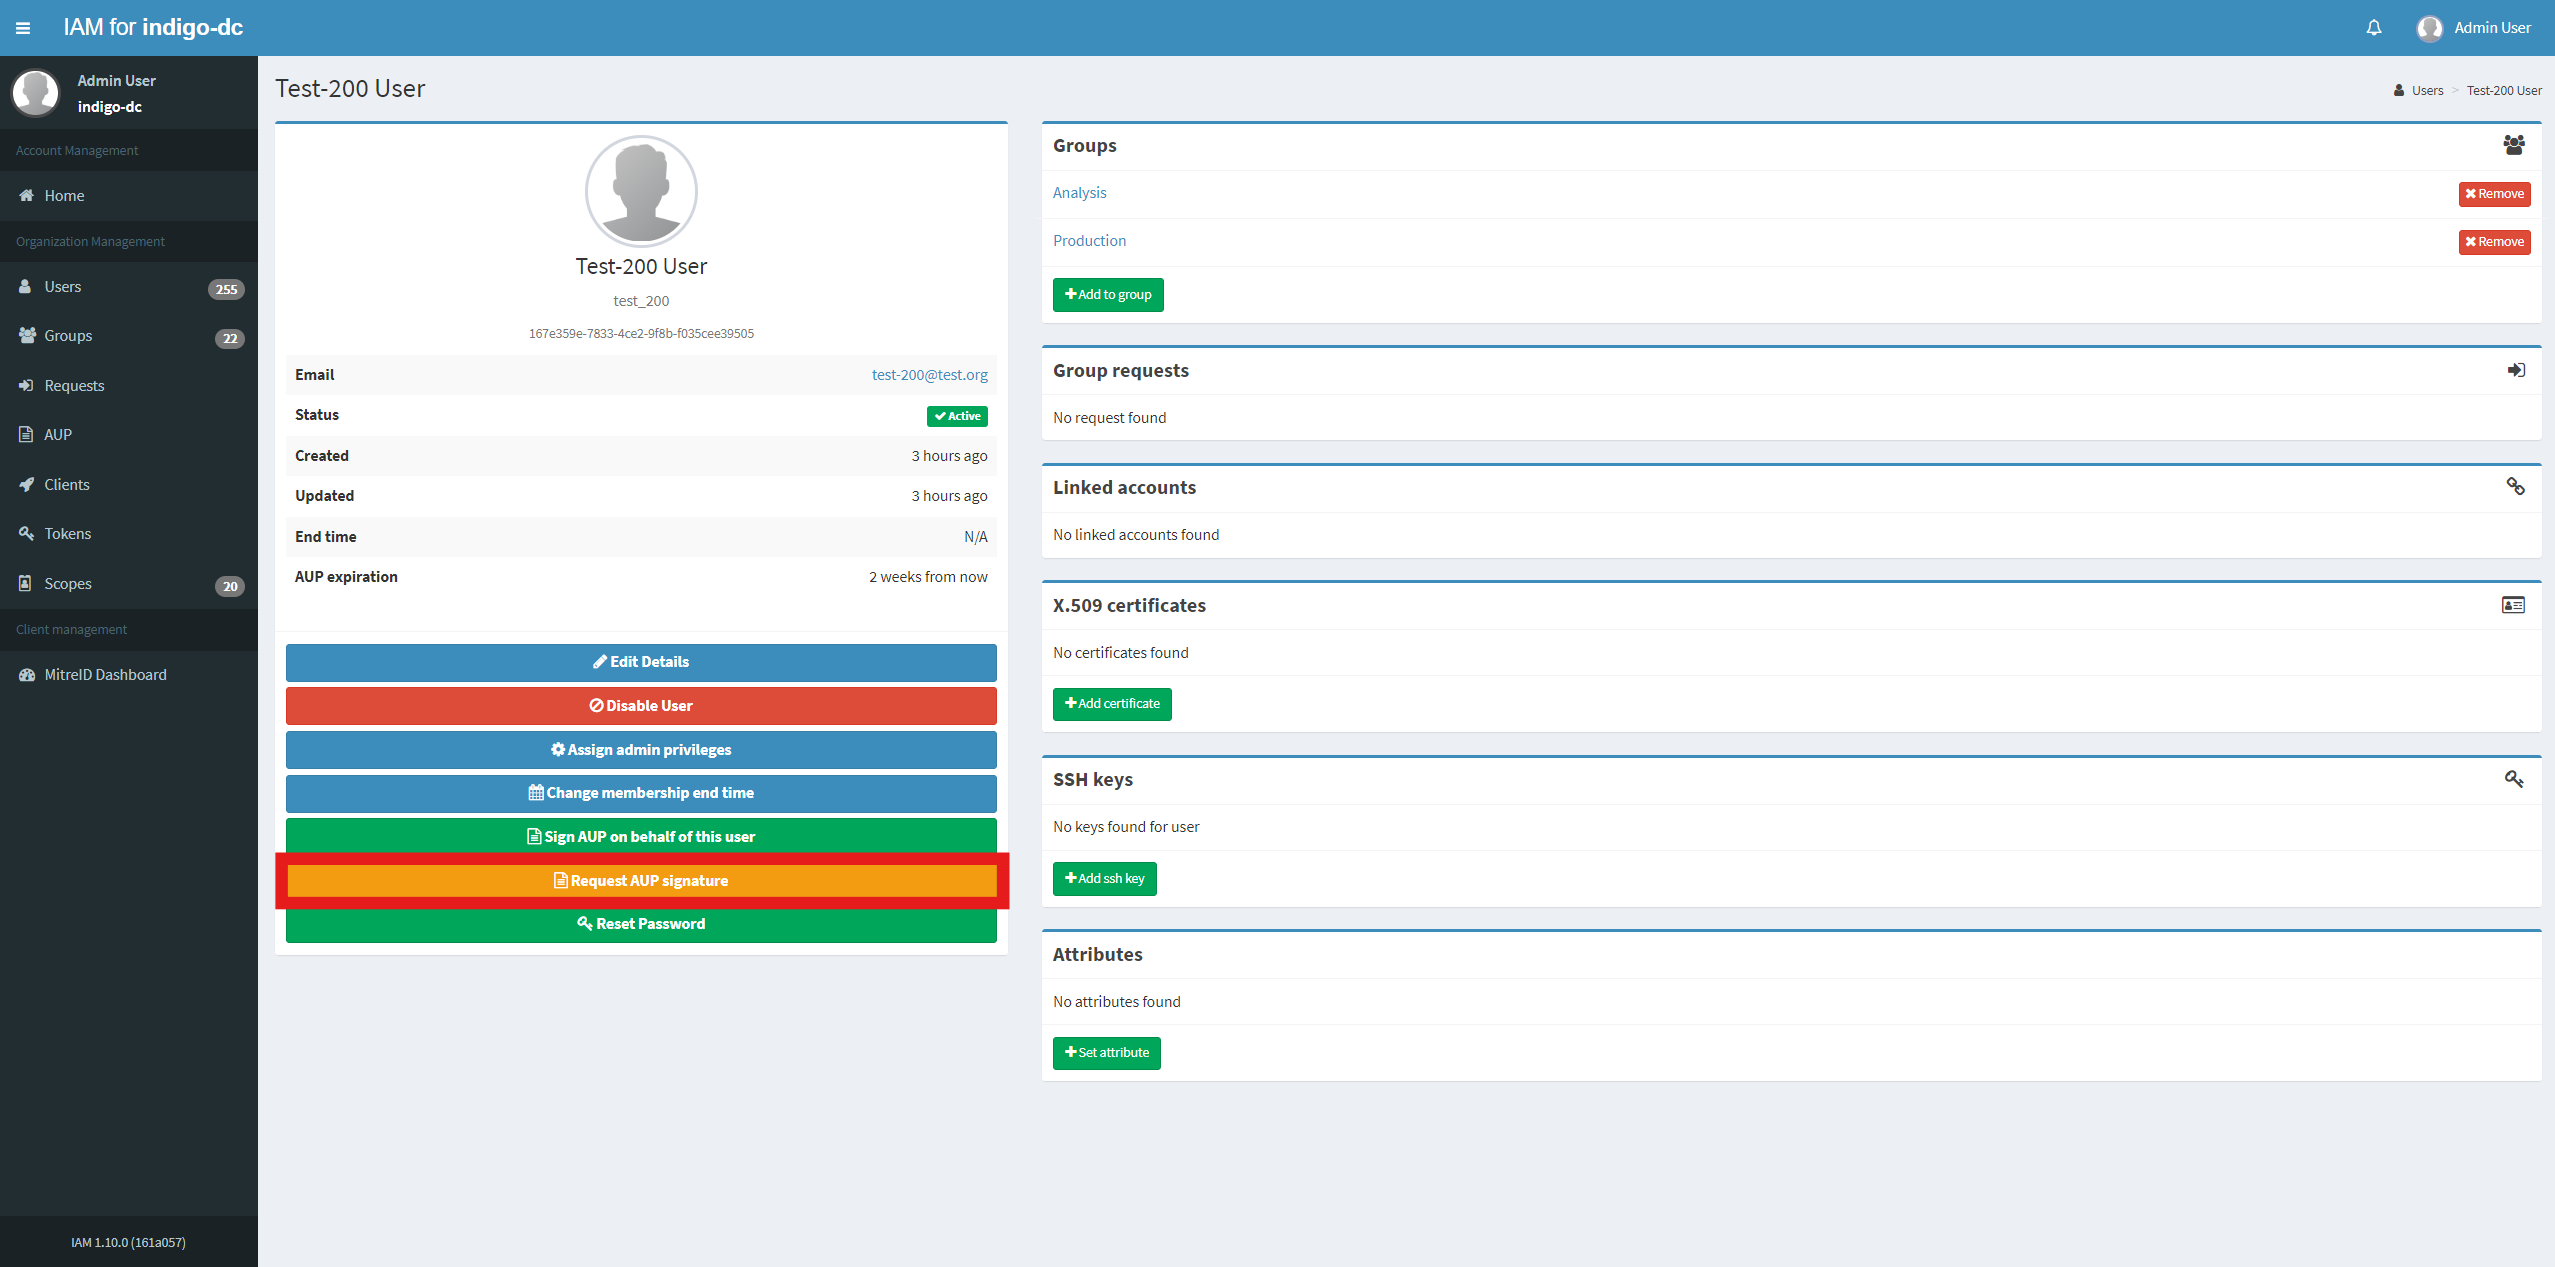 IAM for indigo-dc
Admin User
Admin User
indigo-dc
Account Management
Home
Organization Management
Users 255
Groups 22
Requests
AUP
Clients
Tokens
Scopes 20
Client management
MitreID Dashboard
IAM 1.10.0 (161a057)
Test-200 User
Users > Test-200 User
Test-200 User
test_200
167e359e-7833-4ce2-9f8b-f035cee39505
Email test-200@test.org
Status Active
Created 3 hours ago
Updated 3 hours ago
End time N/A
AUP expiration 2 weeks from now
Edit Details
Disable User
Assign admin privileges
Change membership end time
Sign AUP on behalf of this user
Request AUP signature
Reset Password
Groups
Analysis Remove
Production Remove
Add to group
Group requests
No request found
Linked accounts
No linked accounts found
X.509 certificates
No certificates found
Add certificate
SSH keys
No keys found for user
Add ssh key
Attributes
No attributes found
Set attribute